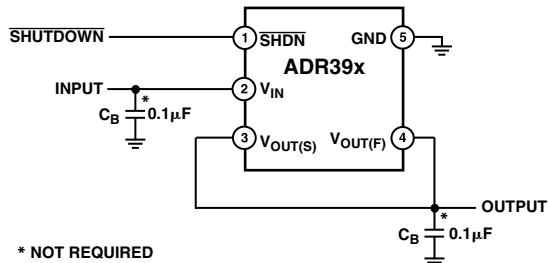 SHUTDOWN
1
SHDN
GND
5
ADR39x
INPUT
2
VIN
*
CB
0.1µF
3
VOUT(S)
VOUT(F)
4
OUTPUT
*
CB
0.1µF
* NOT REQUIRED